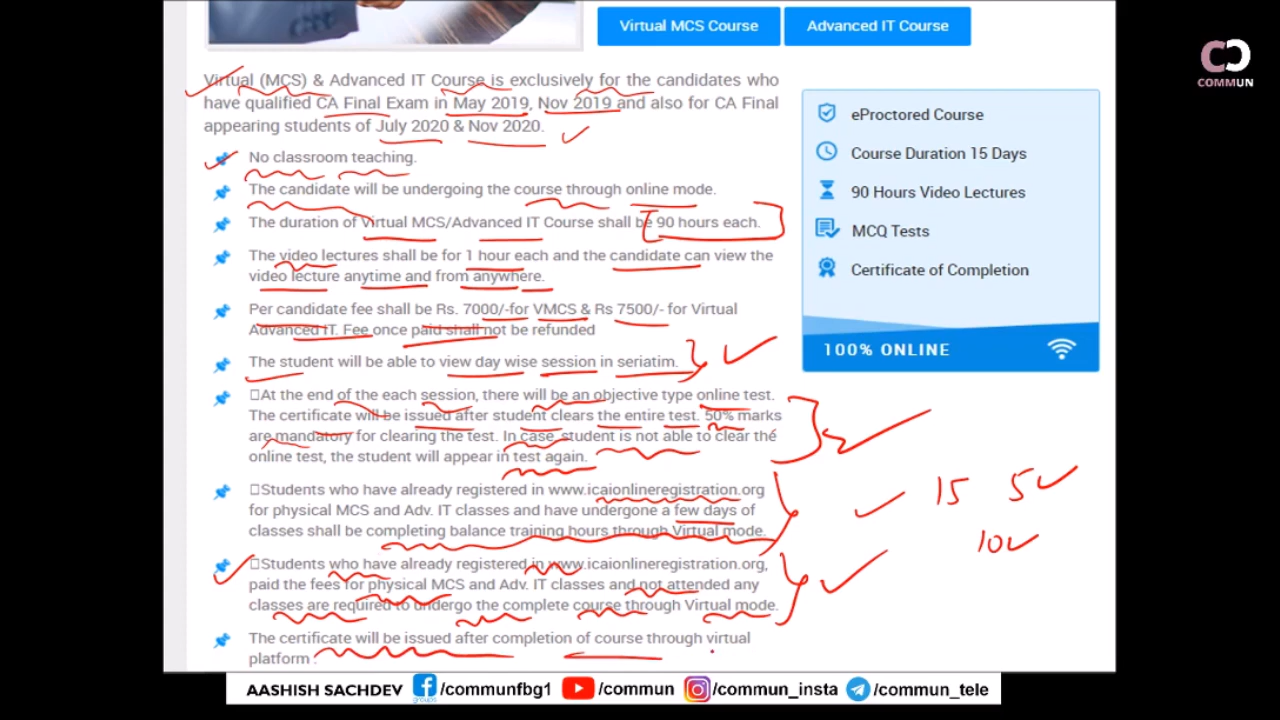 Virtual MCS Course
Advanced IT Course
COMMUN
Virtual (MCS) & Advanced IT Course is exclusively for the candidates who
have qualified CA Final Exam in May 2019, Nov 2019 and also for CA Final
appearing students of July 2020 & Nov 2020.
No classroom teaching.
The candidate will be undergoing the course through online mode.
The duration of Virtual MCS/Advanced IT Course shall be 90 hours each.
The video lectures shall be for 1 hour each and the candidate can view the
video lecture anytime and from anywhere.
Per candidate fee shall be Rs. 7000/-for VMCS & Rs 7500/- for Virtual
Advanced IT. Fee once paid shall not be refunded
The student will be able to view day wise session in seriatim.
At the end of the each session, there will be an objective type online test.
The certificate will be issued after student clears the entire test. 50% marks
are mandatory for clearing the test. In case student is not able to clear the
online test, the student will appear in test again.
Students who have already registered in www.icaionlineregistration.org
for physical MCS and Adv. IT classes and have undergone a few days of
classes shall be completing balance training hours through Virtual mode.
Students who have already registered in www.icaionlineregistration.org,
paid the fees for physical MCS and Adv. IT classes and not attended any
classes are required to undergo the complete course through Virtual mode.
The certificate will be issued after completion of course through virtual
platform .
eProctored Course
Course Duration 15 Days
90 Hours Video Lectures
MCQ Tests
Certificate of Completion
100% ONLINE
15 5
10
AASHISH SACHDEV /communfbg1 /commun /commun_insta /commun_tele
groups